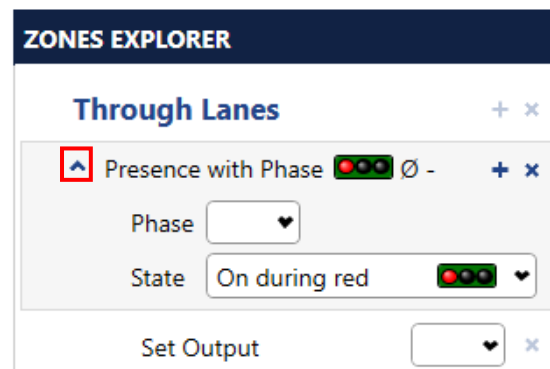 ZONES EXPLORER
Through Lanes + ×
Presence with Phase Ø - + ×
Phase
State On during red
Set Output ×